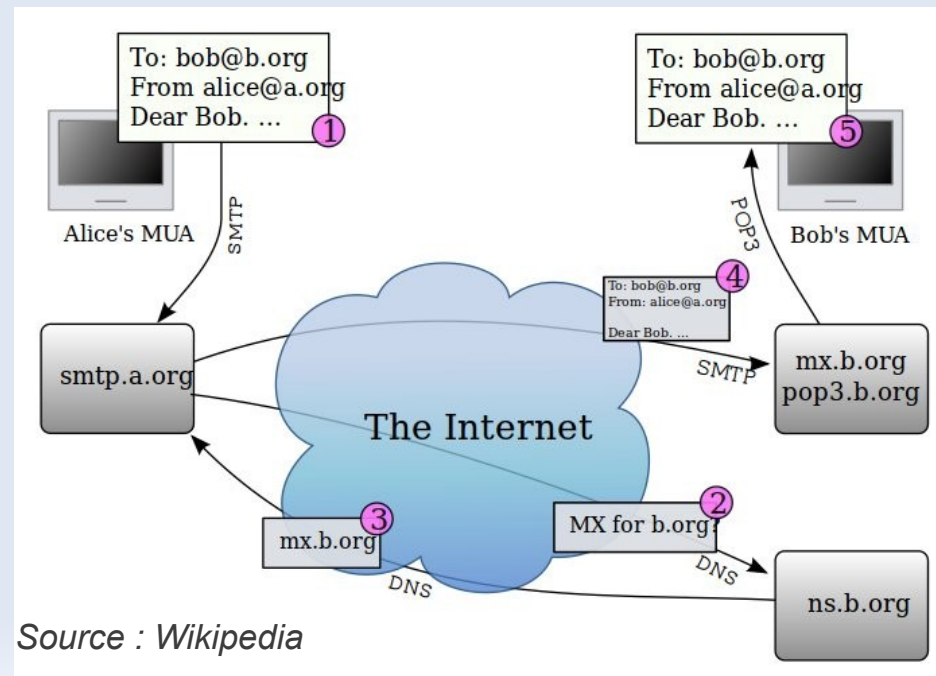 To: bob@b.org
From alice@a.org
Dear Bob. ...
1
Alice's MUA
SMTP
smtp.a.org
To: bob@b.org
From alice@a.org
Dear Bob. ...
5
POP3
Bob's MUA
4
To: bob@b.org
From: alice@a.org
Dear Bob. ...
SMTP
mx.b.org
pop3.b.org
The Internet
2
MX for b.org?
DNS
3
mx.b.org
DNS
ns.b.org
Source : Wikipedia